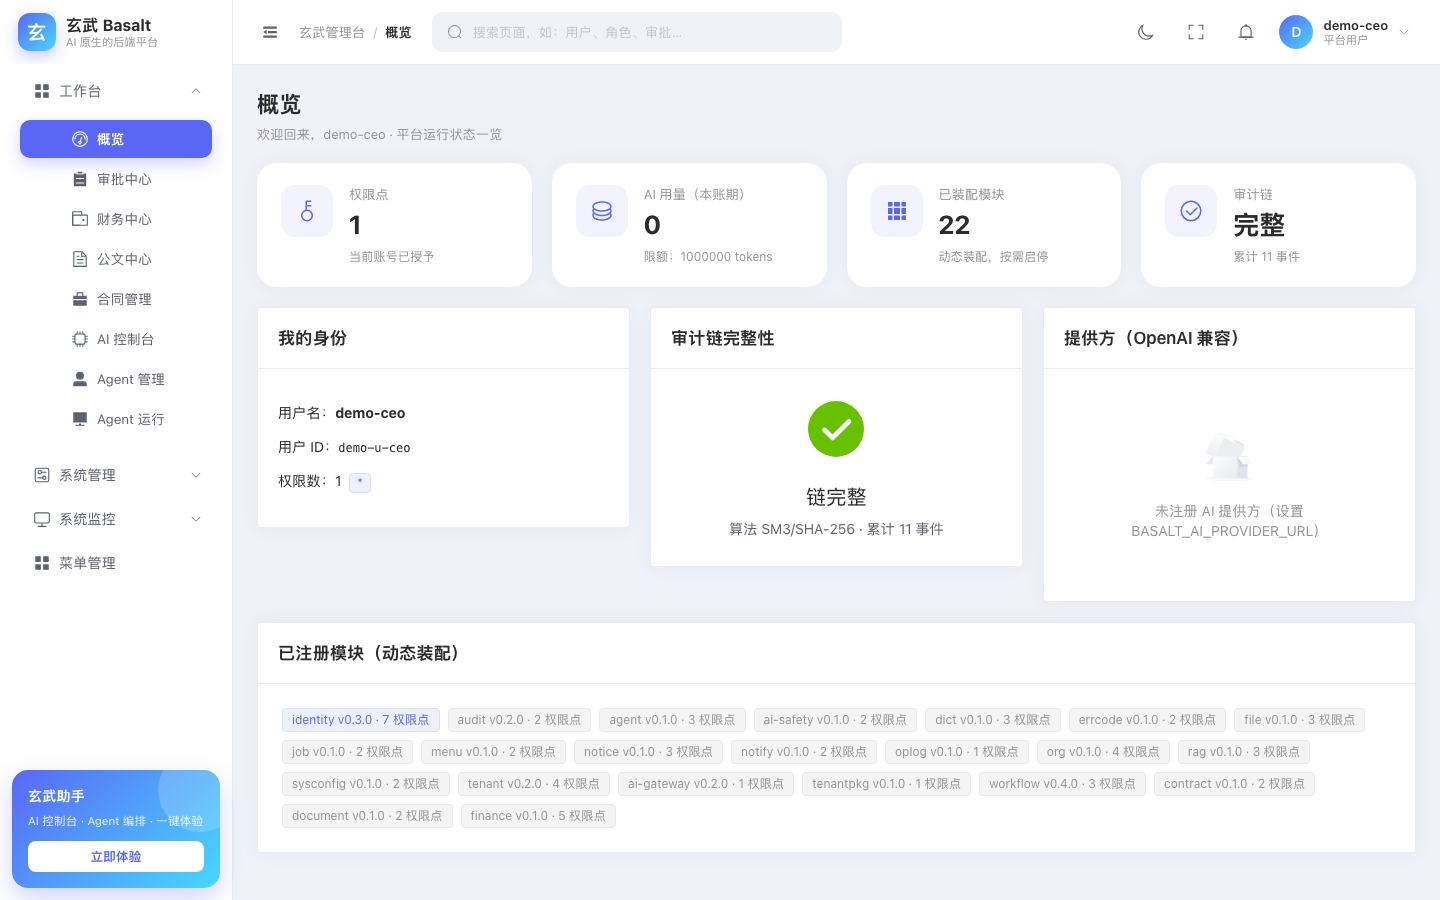 玄
玄武 Basalt
AI 原生的后端平台
工作台
概览
审批中心
财务中心
公文中心
合同管理
AI 控制台
Agent 管理
Agent 运行
系统管理
系统监控
菜单管理
玄武助手
AI 控制台 · Agent 编排 · 一键体验
立即体验
玄武管理台 / 概览
搜索页面，如：用户、角色、审批...
D
demo-ceo
平台用户
概览
欢迎回来，demo-ceo · 平台运行状态一览
权限点
1
当前账号已授予
AI 用量（本账期）
0
限额：1000000 tokens
已装配模块
22
动态装配，按需启停
审计链
完整
累计 11 事件
我的身份
用户名：demo-ceo
用户 ID：demo-u-ceo
权限数：1 *
审计链完整性
链完整
算法 SM3/SHA-256 · 累计 11 事件
提供方（OpenAI 兼容）
未注册 AI 提供方（设置
BASALT_AI_PROVIDER_URL）
已注册模块（动态装配）
identity v0.3.0 · 7 权限点 audit v0.2.0 · 2 权限点 agent v0.1.0 · 3 权限点 ai-safety v0.1.0 · 2 权限点 dict v0.1.0 · 3 权限点 errcode v0.1.0 · 2 权限点 file v0.1.0 · 3 权限点
job v0.1.0 · 2 权限点 menu v0.1.0 · 2 权限点 notice v0.1.0 · 3 权限点 notify v0.1.0 · 2 权限点 oplog v0.1.0 · 1 权限点 org v0.1.0 · 4 权限点 rag v0.1.0 · 3 权限点
sysconfig v0.1.0 · 2 权限点 tenant v0.2.0 · 4 权限点 ai-gateway v0.2.0 · 1 权限点 tenantpkg v0.1.0 · 1 权限点 workflow v0.4.0 · 3 权限点 contract v0.1.0 · 2 权限点
document v0.1.0 · 2 权限点 finance v0.1.0 · 5 权限点